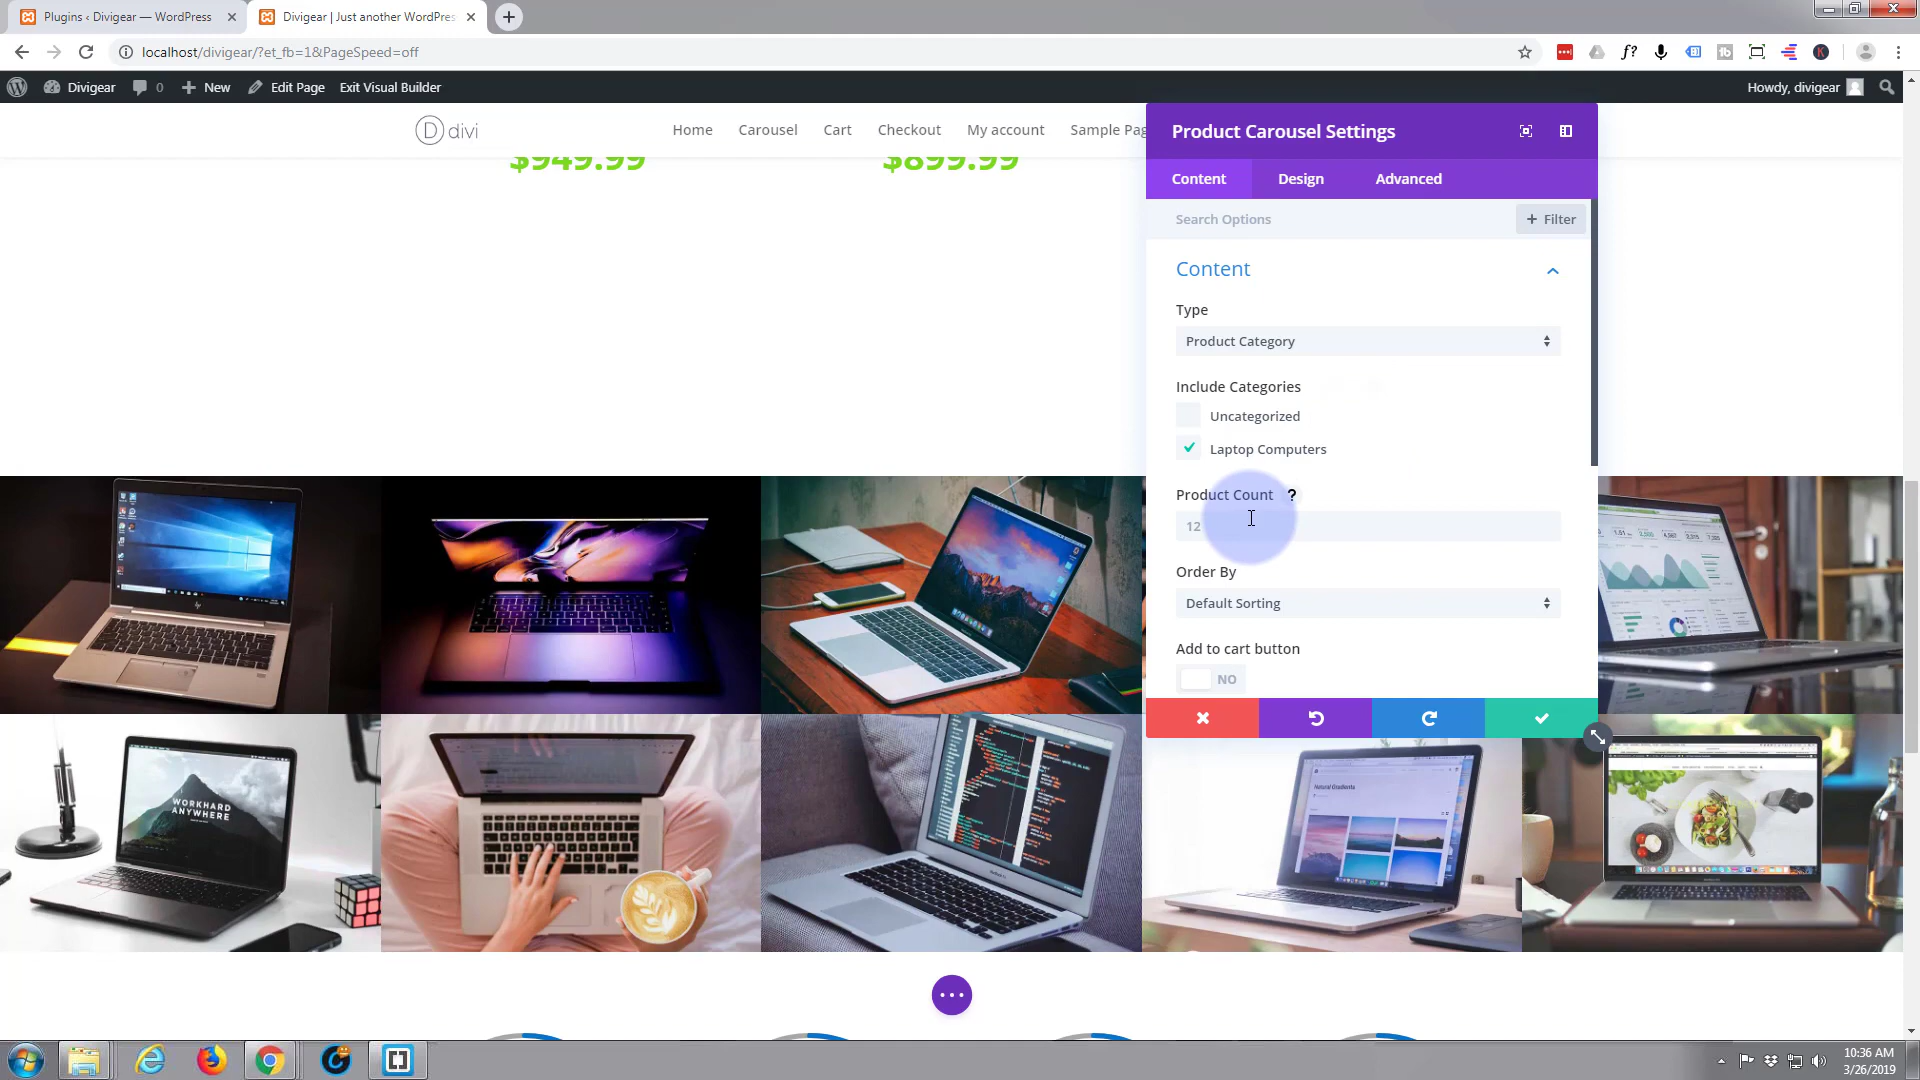 Plugins ‹ Divigear — WordPress
Divigear | Just another WordPres
localhost/divigear/?et_fb=1&PageSpeed=off
Divigear
0
New
Edit Page
Exit Visual Builder
Howdy, divigear
divi
Home
Carousel
Cart
Checkout
My account
Sample Pag
$949.99
$899.99
Product Carousel Settings
Content
Design
Advanced
Search Options
+ Filter
Content
Type
Product Category
Include Categories
Uncategorized
Laptop Computers
Product Count ?
12
Order By
Default Sorting
Add to cart button
NO
WORKHARD
ANYWHERE
Natural Gradients
10:36 AM
3/26/2019